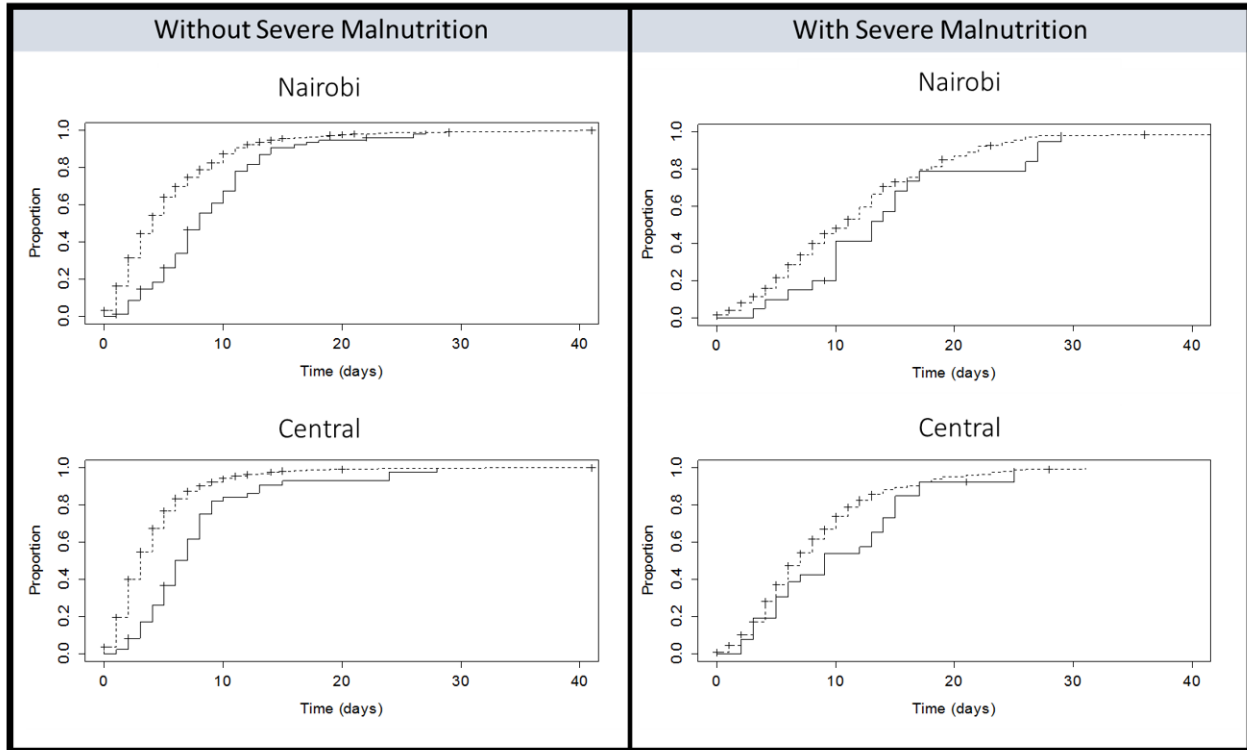 Without Severe Malnutrition
Nairobi
Proportion
0.0 0.2 0.4 0.6 0.8 1.0
0 10 20 30 40
Time (days)
Central
Proportion
0.0 0.2 0.4 0.6 0.8 1.0
0 10 20 30 40
Time (days)
With Severe Malnutrition
Nairobi
Proportion
0.0 0.2 0.4 0.6 0.8 1.0
0 10 20 30 40
Time (days)
Central
Proportion
0.0 0.2 0.4 0.6 0.8 1.0
0 10 20 30 40
Time (days)